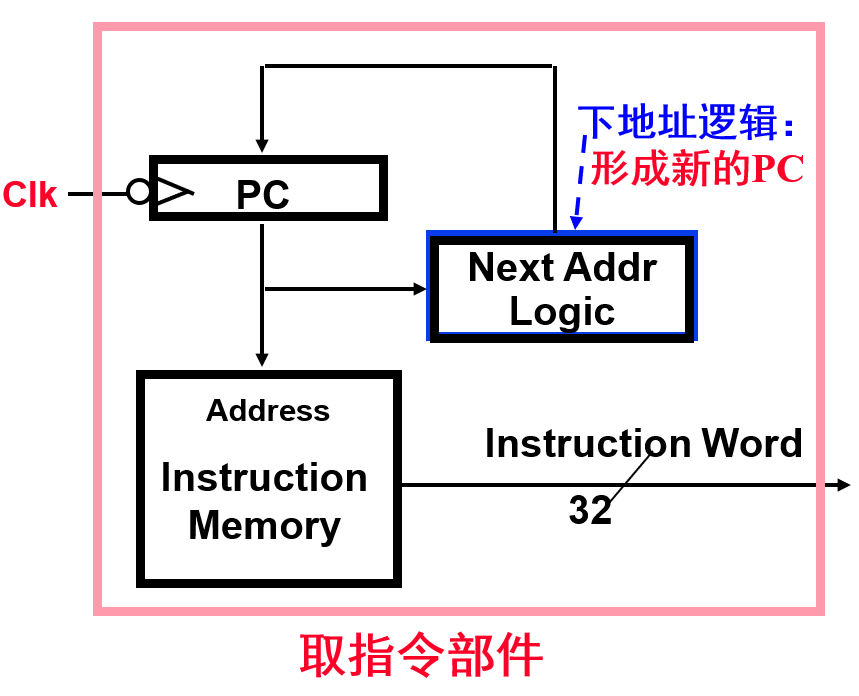 下地址逻辑：
形成新的PC
Clk
PC
Next Addr
Logic
Address
Instruction
Memory
Instruction Word
32
取指令部件